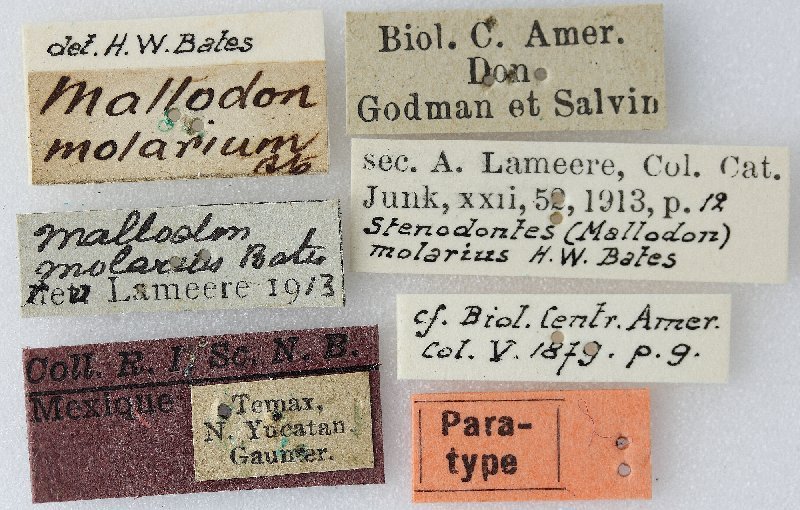 det. H. W. Bates
Mallodon
molarium
Biol. C. Amer.
Don.
Godman et Salvin
sec. A. Lameere, Col. Cat.
Junk, xxii, 52, 1913, p. 12
Stenodontes (Mallodon)
molarius H. W. Bates
mallodon
molarius Bates
Lameere 1913
cf. Biol. Centr. Amer.
Col. V. 1879. p. 9.
Coll. R. I. Sc. N. B.
Mexique
Temax,
N. Yucatan.
Gaumer.
Para-
type